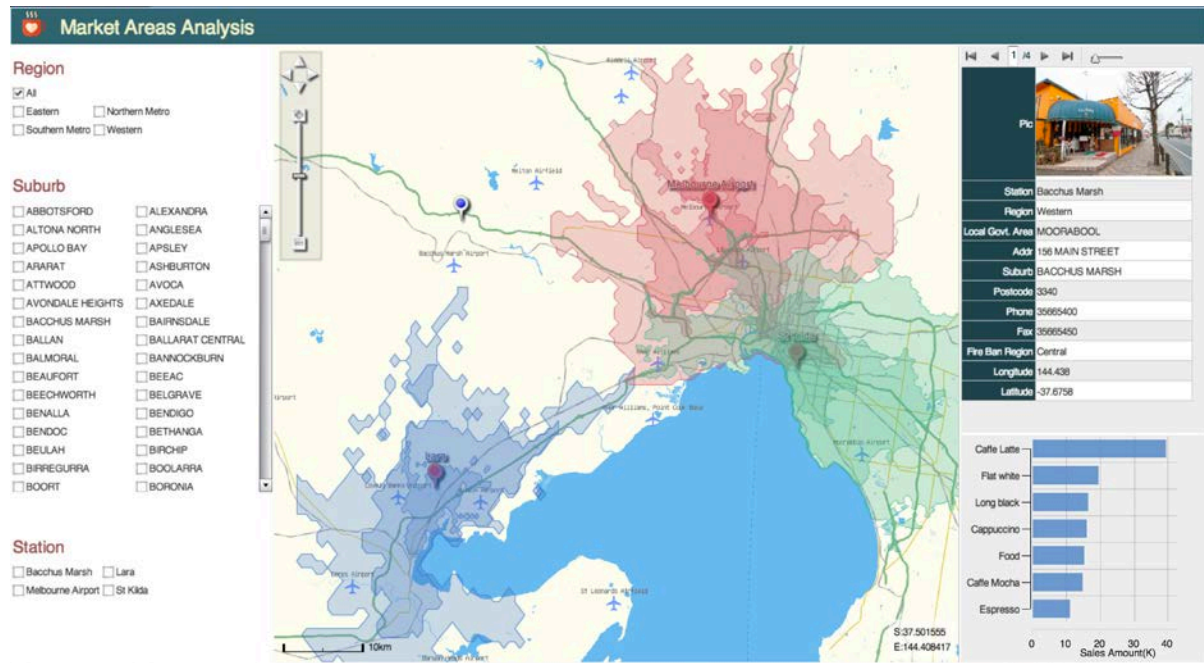 Market Areas Analysis
Region
All
Eastern Northern Metro
Southern Metro Western
Suburb
ABBOTSFORD ALEXANDRA
ALTONA NORTH ANGLESEA
APOLLO BAY APSLEY
ARARAT ASHBURTON
ATTWOOD AVOCA
AVONDALE HEIGHTS AXEDALE
BACCHUS MARSH BAIRNSDALE
BALLAN BALLARAT CENTRAL
BALMORAL BANNOCKBURN
BEAUFORT BEEAC
BEECHWORTH BELGRAVE
BENALLA BENDIGO
BENDOC BETHANGA
BEULAH BIRCHIP
BIRREGURRA BOOLARRA
BOORT BORONIA
Station
Bacchus Marsh Lara
Melbourne Airport St Kilda
Melton Airfield
Melbourne Airport
Bacchus Marsh Airport
Lara
St Leonards Airfield
10km
S:37.501555
E:144.408417
1 /4
Pic
Station Bacchus Marsh
Region Western
Local Govt. Area MOORABOOL
Addr 156 MAIN STREET
Suburb BACCHUS MARSH
Postcode 3340
Phone 35665400
Fax 35665450
Fire Ban Region Central
Longitude 144.438
Latitude -37.6758
Caffe Latte
Flat white
Long black
Cappuccino
Food
Caffe Mocha
Espresso
0 10 20 30 40
Sales Amount(K)